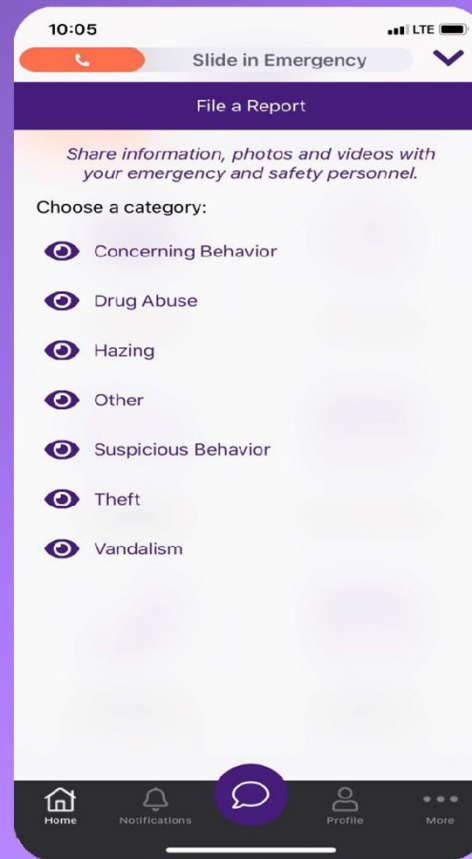 10:05
LTE
Slide in Emergency
File a Report
Share information, photos and videos with
your emergency and safety personnel.
Choose a category:
Concerning Behavior
Drug Abuse
Hazing
Other
Suspicious Behavior
Theft
Vandalism
Home
Notifications
Profile
More